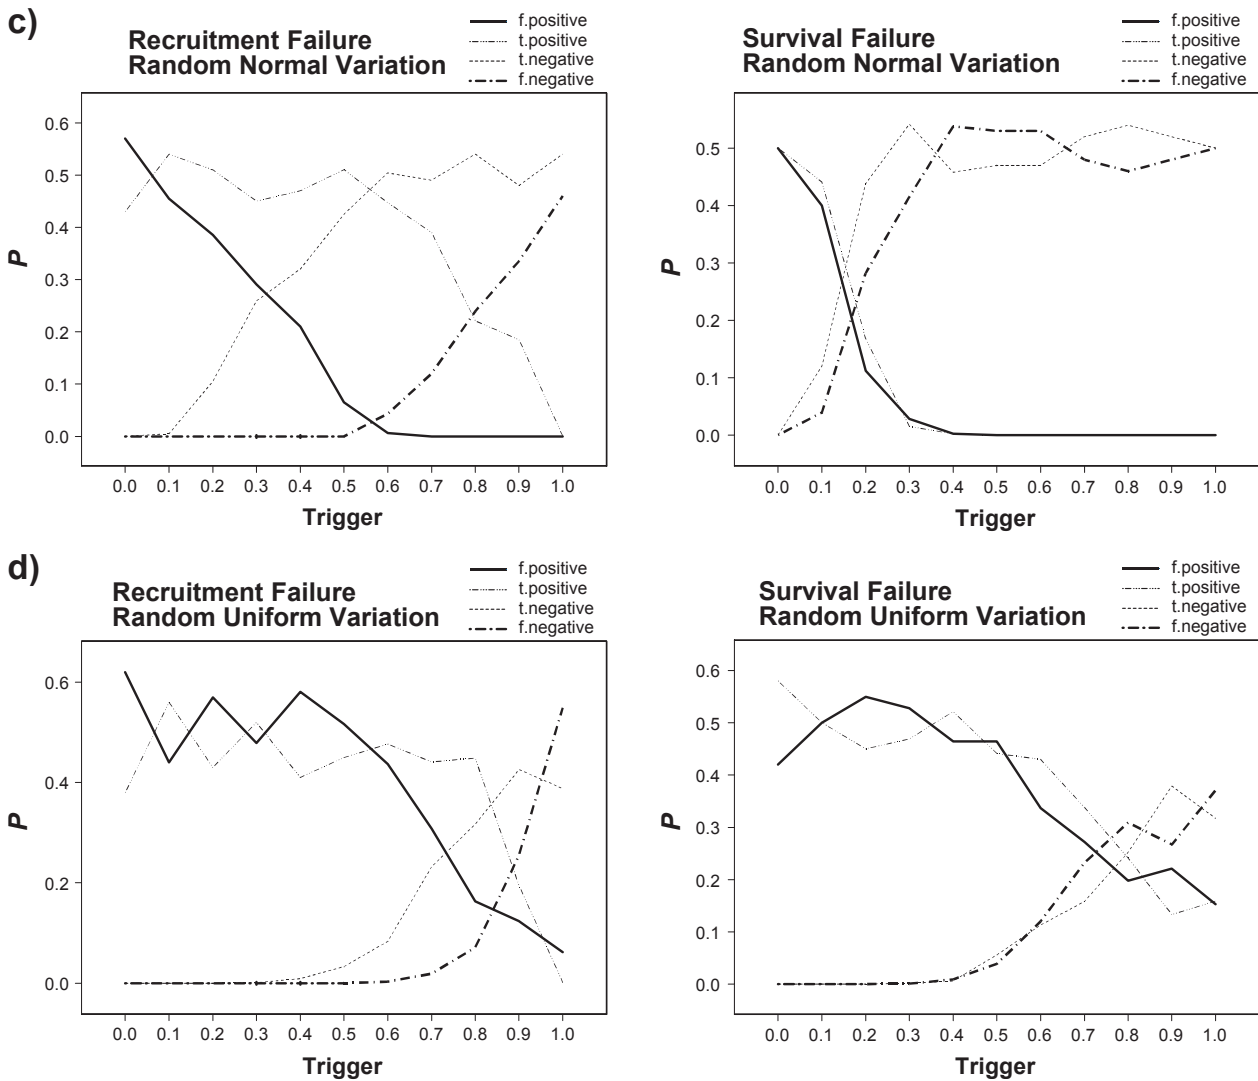 c)
Recruitment Failure
Random Normal Variation
f.positive
t.positive
t.negative
f.negative
P
0.6
0.5
0.4
0.3
0.2
0.1
0.0
0.0 0.1 0.2 0.3 0.4 0.5 0.6 0.7 0.8 0.9 1.0
Trigger
Survival Failure
Random Normal Variation
f.positive
t.positive
t.negative
f.negative
P
0.5
0.4
0.3
0.2
0.1
0.0
0.0 0.1 0.2 0.3 0.4 0.5 0.6 0.7 0.8 0.9 1.0
Trigger
d)
Recruitment Failure
Random Uniform Variation
f.positive
t.positive
t.negative
f.negative
P
0.6
0.4
0.2
0.0
0.0 0.1 0.2 0.3 0.4 0.5 0.6 0.7 0.8 0.9 1.0
Trigger
Survival Failure
Random Uniform Variation
f.positive
t.positive
t.negative
f.negative
P
0.6
0.5
0.4
0.3
0.2
0.1
0.0
0.0 0.1 0.2 0.3 0.4 0.5 0.6 0.7 0.8 0.9 1.0
Trigger